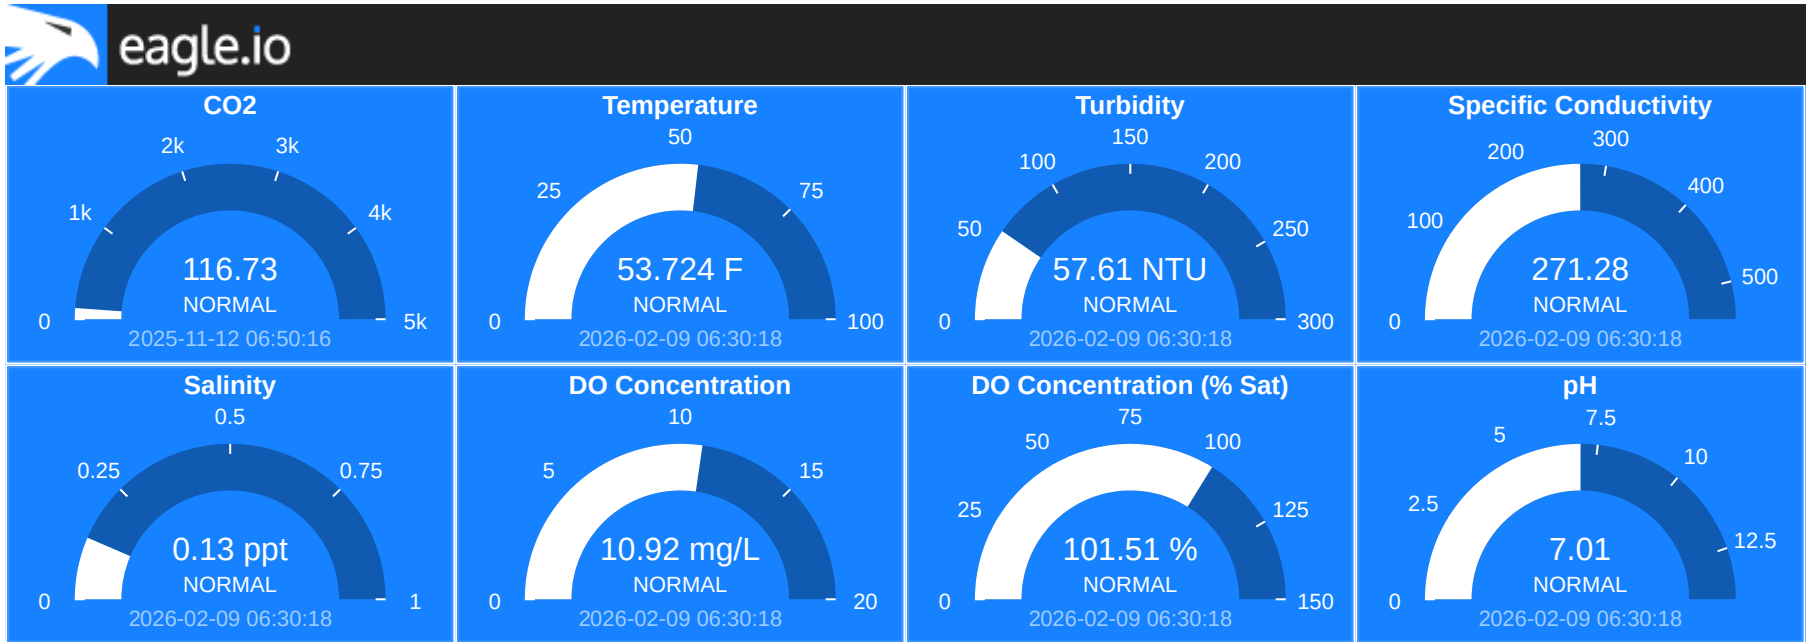 eagle.io
CO2
0
1k
2k
3k
4k
5k
116.73
NORMAL
2025-11-12 06:50:16
Temperature
0
25
50
75
100
53.724 F
NORMAL
2026-02-09 06:30:18
Turbidity
0
50
100
150
200
250
300
57.61 NTU
NORMAL
2026-02-09 06:30:18
Specific Conductivity
0
100
200
300
400
500
271.28
NORMAL
2026-02-09 06:30:18
Salinity
0
0.25
0.5
0.75
1
0.13 ppt
NORMAL
2026-02-09 06:30:18
DO Concentration
0
5
10
15
20
10.92 mg/L
NORMAL
2026-02-09 06:30:18
DO Concentration (% Sat)
0
25
50
75
100
125
150
101.51 %
NORMAL
2026-02-09 06:30:18
pH
0
2.5
5
7.5
10
12.5
7.01
NORMAL
2026-02-09 06:30:18